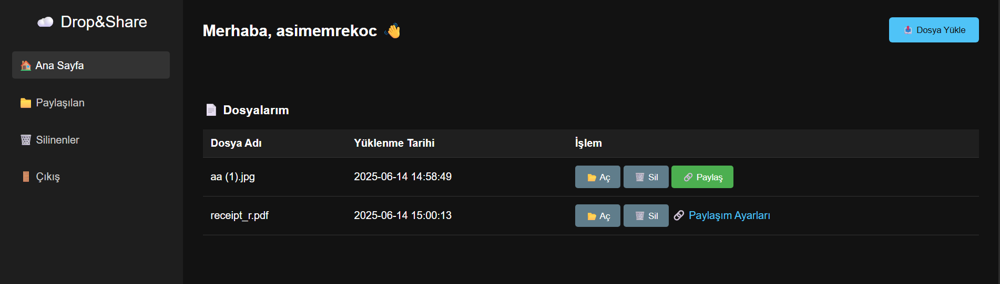 Drop&Share
Ana Sayfa
Paylaşılan
Silinenler
Çıkış
Merhaba, asimemrekoc
Dosya Yükle
Dosyalarım
Dosya Adı Yüklenme Tarihi İşlem
aa (1).jpg 2025-06-14 14:58:49 Aç Sil Paylaş
receipt_r.pdf 2025-06-14 15:00:13 Aç Sil Paylaşım Ayarları